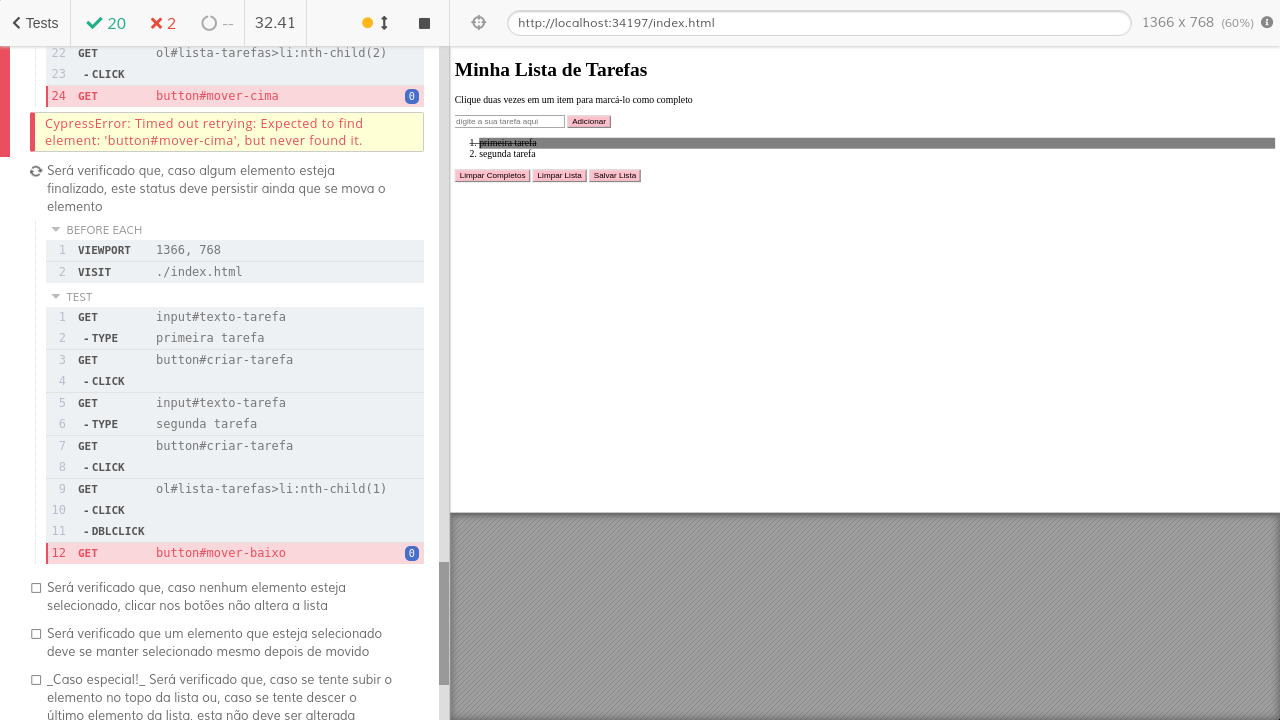 Tests 20 2 -- 32.41
http://localhost:34197/index.html 1366 x 768 (60%)
22 GET ol#lista-tarefas>li:nth-child(2)
23 - CLICK
24 GET button#mover-cima 0
CypressError: Timed out retrying: Expected to find
element: 'button#mover-cima', but never found it.
Será verificado que, caso algum elemento esteja
finalizado, este status deve persistir ainda que se mova o
elemento
BEFORE EACH
1 VIEWPORT 1366, 768
2 VISIT ./index.html
TEST
1 GET input#texto-tarefa
2 - TYPE primeira tarefa
3 GET button#criar-tarefa
4 - CLICK
5 GET input#texto-tarefa
6 - TYPE segunda tarefa
7 GET button#criar-tarefa
8 - CLICK
9 GET ol#lista-tarefas>li:nth-child(1)
10 - CLICK
11 - DBLCLICK
12 GET button#mover-baixo 0
Será verificado que, caso nenhum elemento esteja
selecionado, clicar nos botões não altera a lista
Será verificado que um elemento que esteja selecionado
deve se manter selecionado mesmo depois de movido
_Caso especial!_ Será verificado que, caso se tente subir o
elemento no topo da lista ou, caso se tente descer o
último elemento da lista, esta não deve ser alterada
Minha Lista de Tarefas
Clique duas vezes em um item para marcá-lo como completo
digite a sua tarefa aqui Adicionar
1. primeira tarefa
2. segunda tarefa
Limpar Completos Limpar Lista Salvar Lista